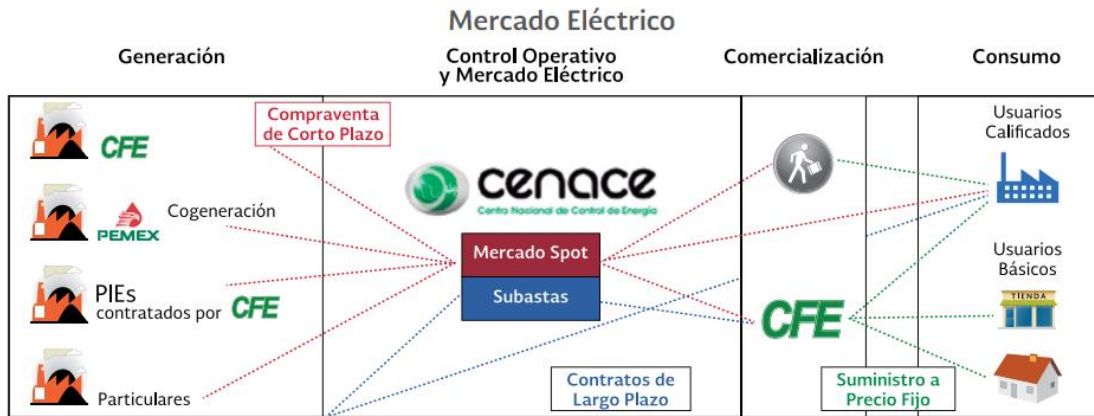 Mercado Eléctrico
Generación
Control Operativo
y Mercado Eléctrico
Comercialización
Consumo
Compraventa
de Corto Plazo
CFE
PEMEX
Cogeneración
PIEs
contratados por CFE
Particulares
cenace
Centro Nacional de Control de Energía
Mercado Spot
Subastas
Contratos de
Largo Plazo
CFE
Suministro a
Precio Fijo
Usuarios
Calificados
Usuarios
Básicos
TIENDA